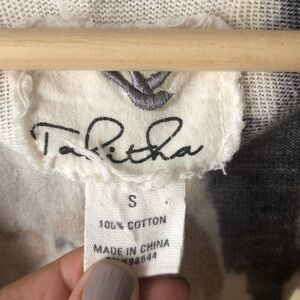 Tabitha
S
100% COTTON
MADE IN CHINA